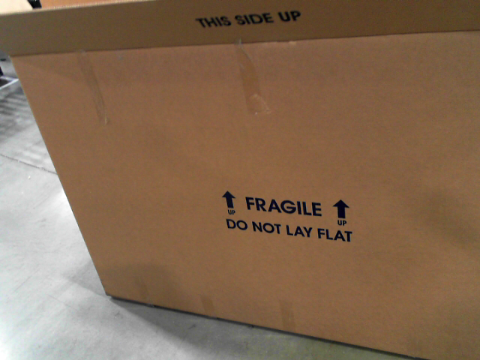 THIS SIDE UP
FRAGILE
UP UP
DO NOT LAY FLAT